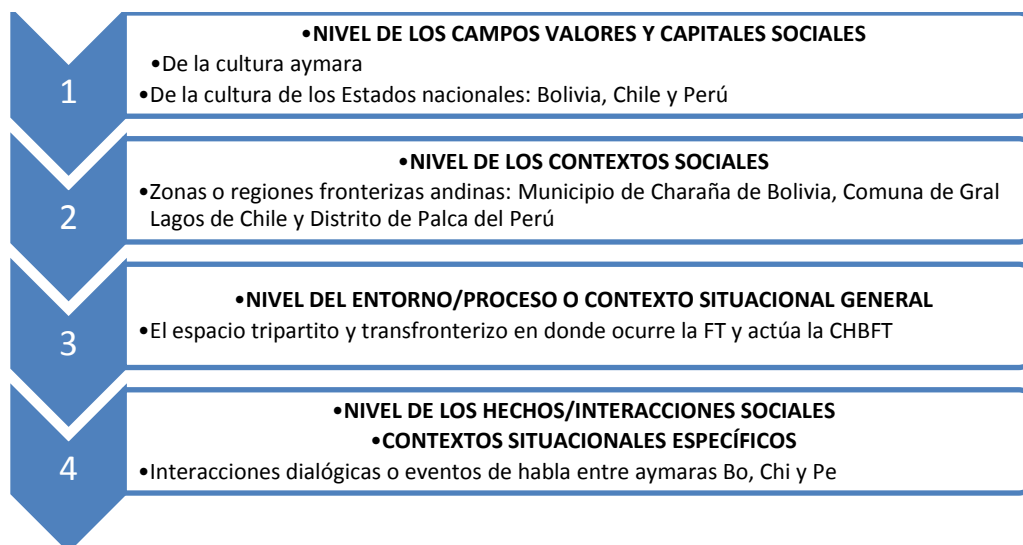 1
•NIVEL DE LOS CAMPOS VALORES Y CAPITALES SOCIALES
•De la cultura aymara
•De la cultura de los Estados nacionales: Bolivia, Chile y Perú
2
•NIVEL DE LOS CONTEXTOS SOCIALES
•Zonas o regiones fronterizas andinas: Municipio de Charaña de Bolivia, Comuna de Gral
Lagos de Chile y Distrito de Palca del Perú
3
•NIVEL DEL ENTORNO/PROCESO O CONTEXTO SITUACIONAL GENERAL
•El espacio tripartito y transfronterizo en donde ocurre la FT y actúa la CHBFT
4
•NIVEL DE LOS HECHOS/INTERACCIONES SOCIALES
•CONTEXTOS SITUACIONALES ESPECÍFICOS
•Interacciones dialógicas o eventos de habla entre aymaras Bo, Chi y Pe